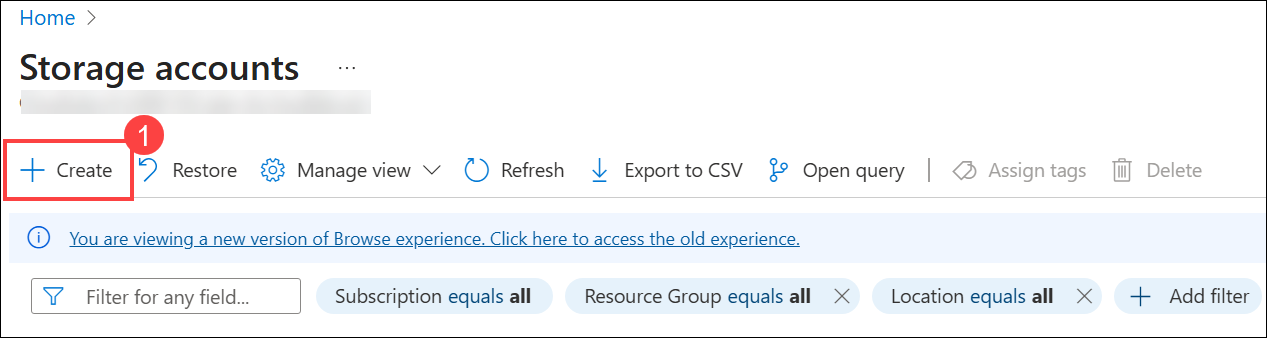 Home
Storage accounts ...
1
Create Restore Manage view Refresh Export to CSV Open query Assign tags Delete
You are viewing a new version of Browse experience. Click here to access the old experience.
Filter for any field... Subscription equals all Resource Group equals all Location equals all Add filter